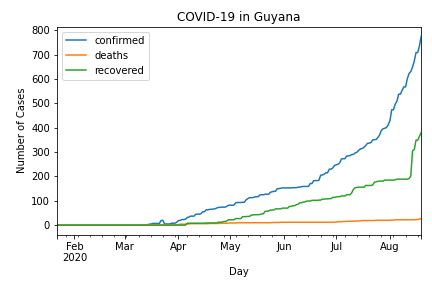 COVID-19 in Guyana
800
700
600
500
400
300
200
100
0
Number of Cases
confirmed
deaths
recovered
Feb Mar Apr May Jun Jul Aug
2020
Day